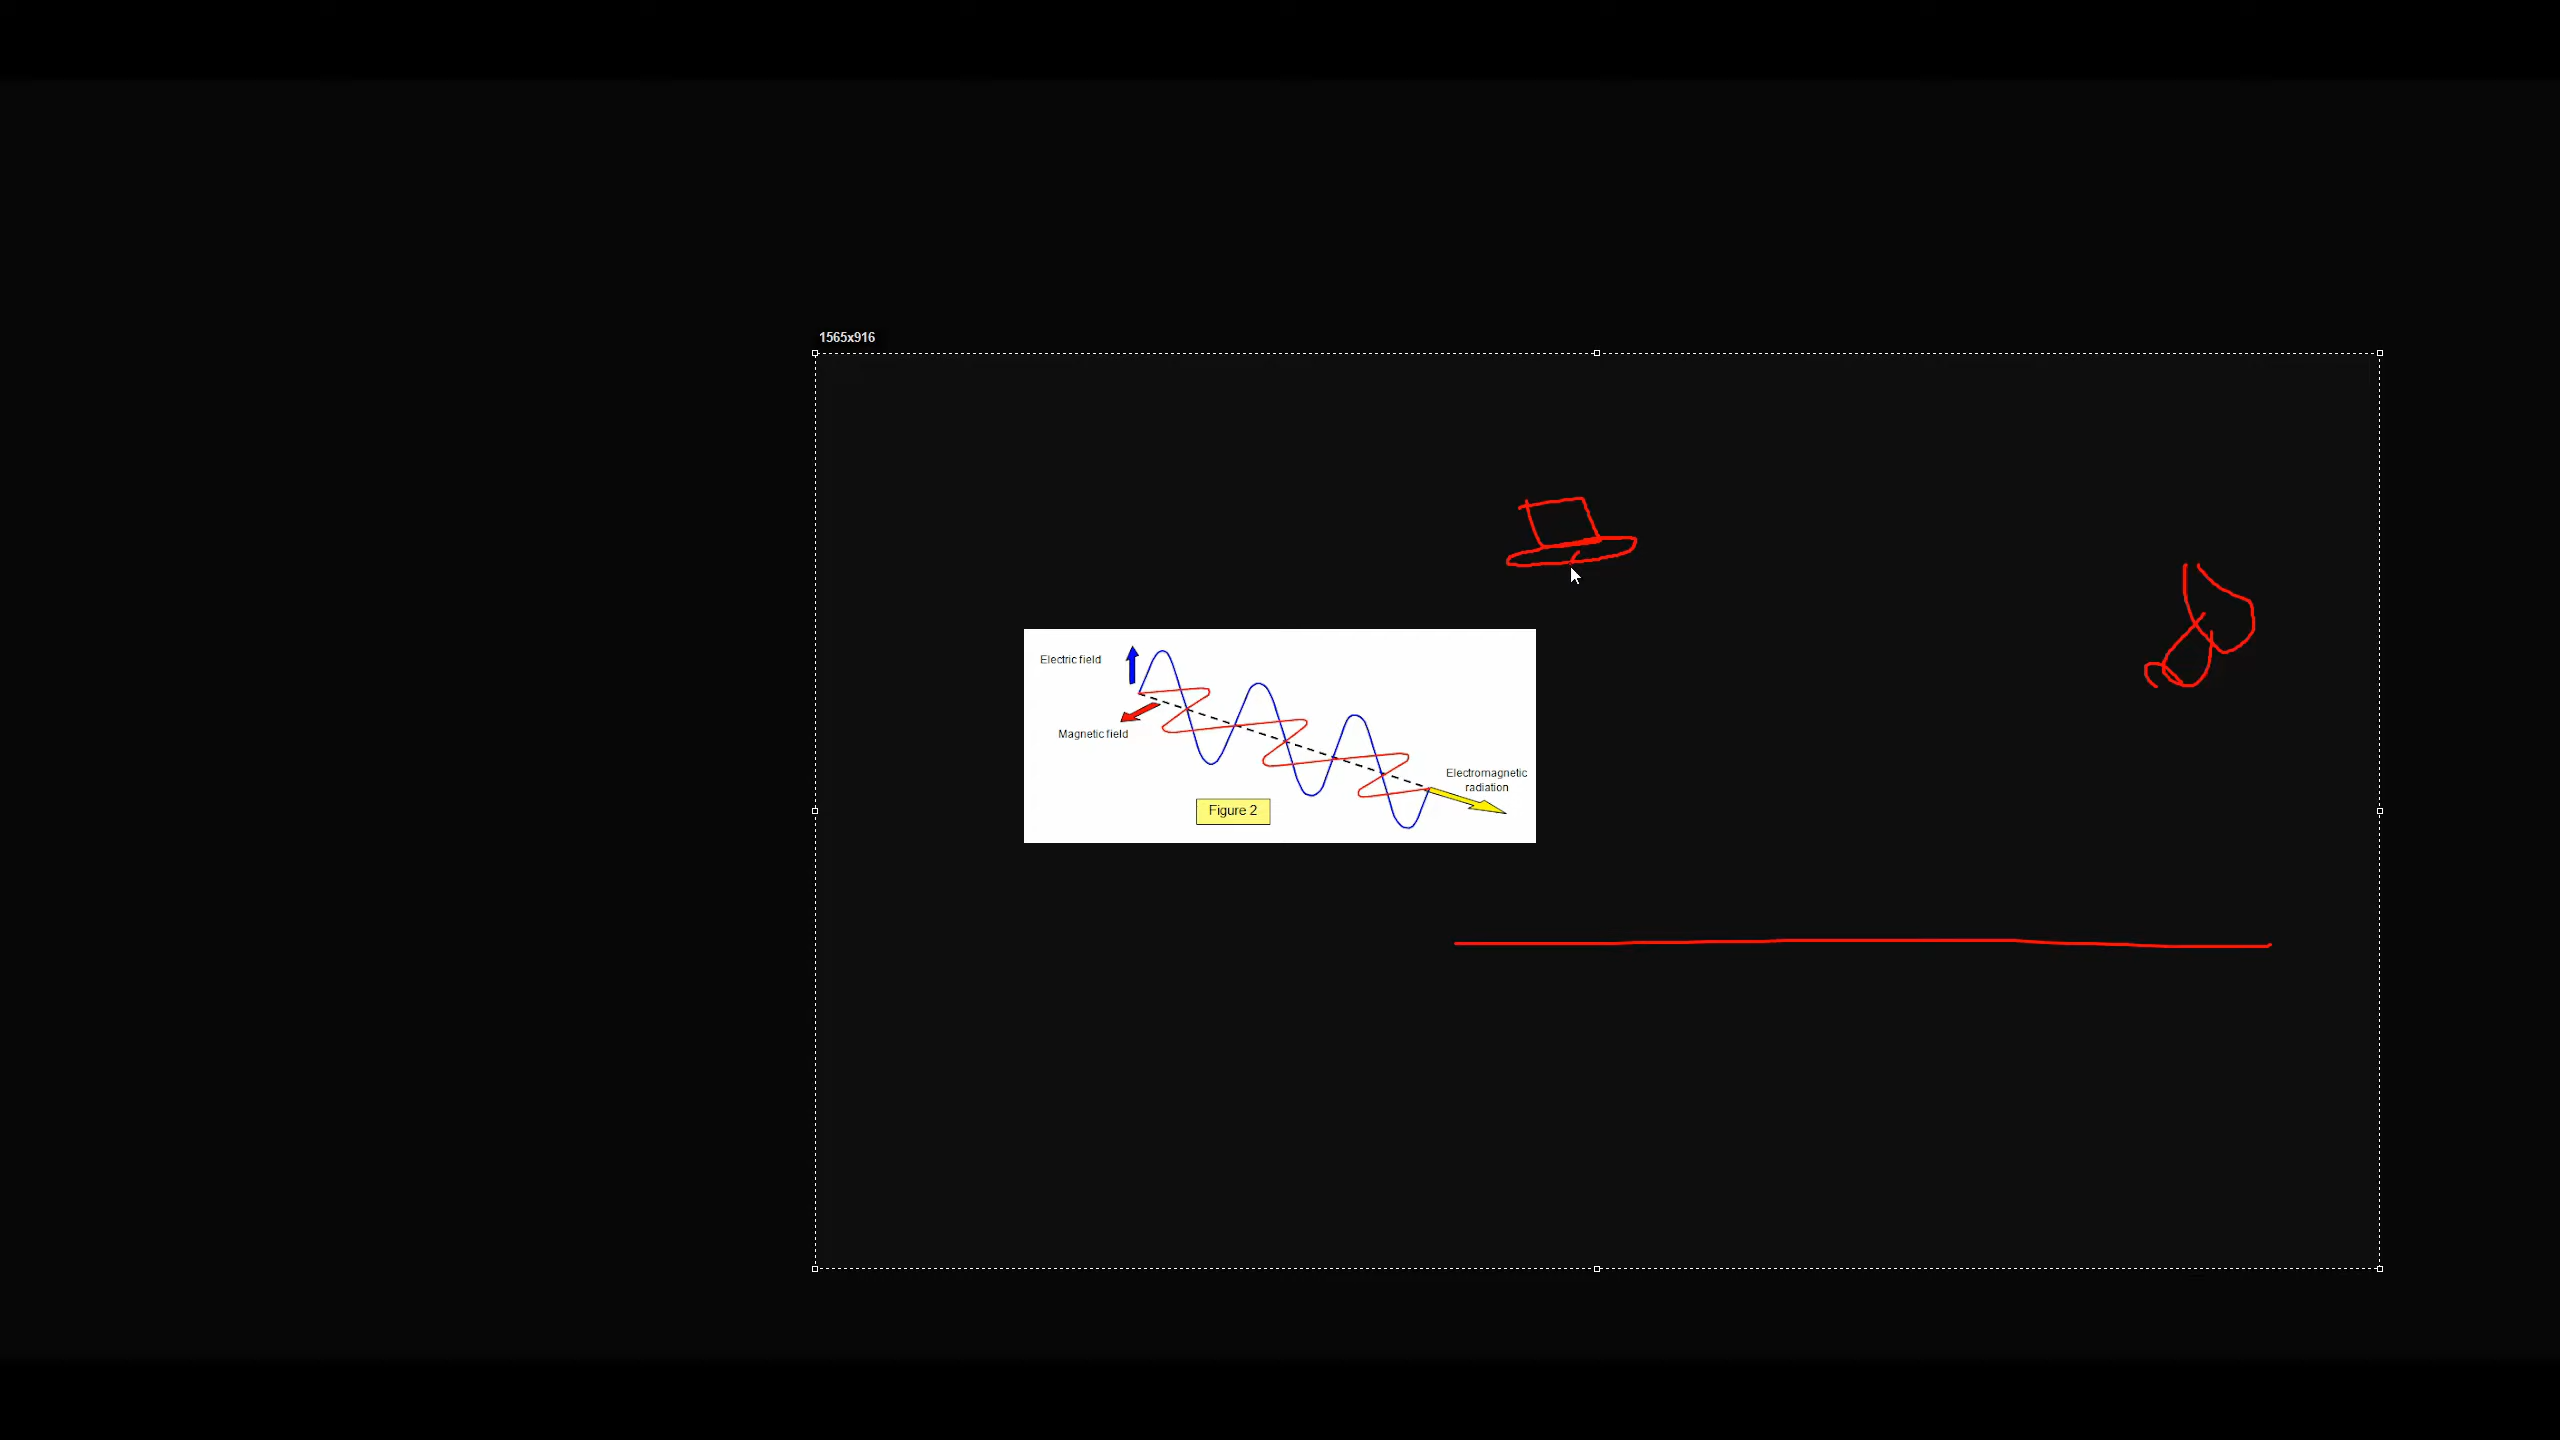 1565x916
Electric field
Magnetic field
Electromagnetic
radiation
Figure 2